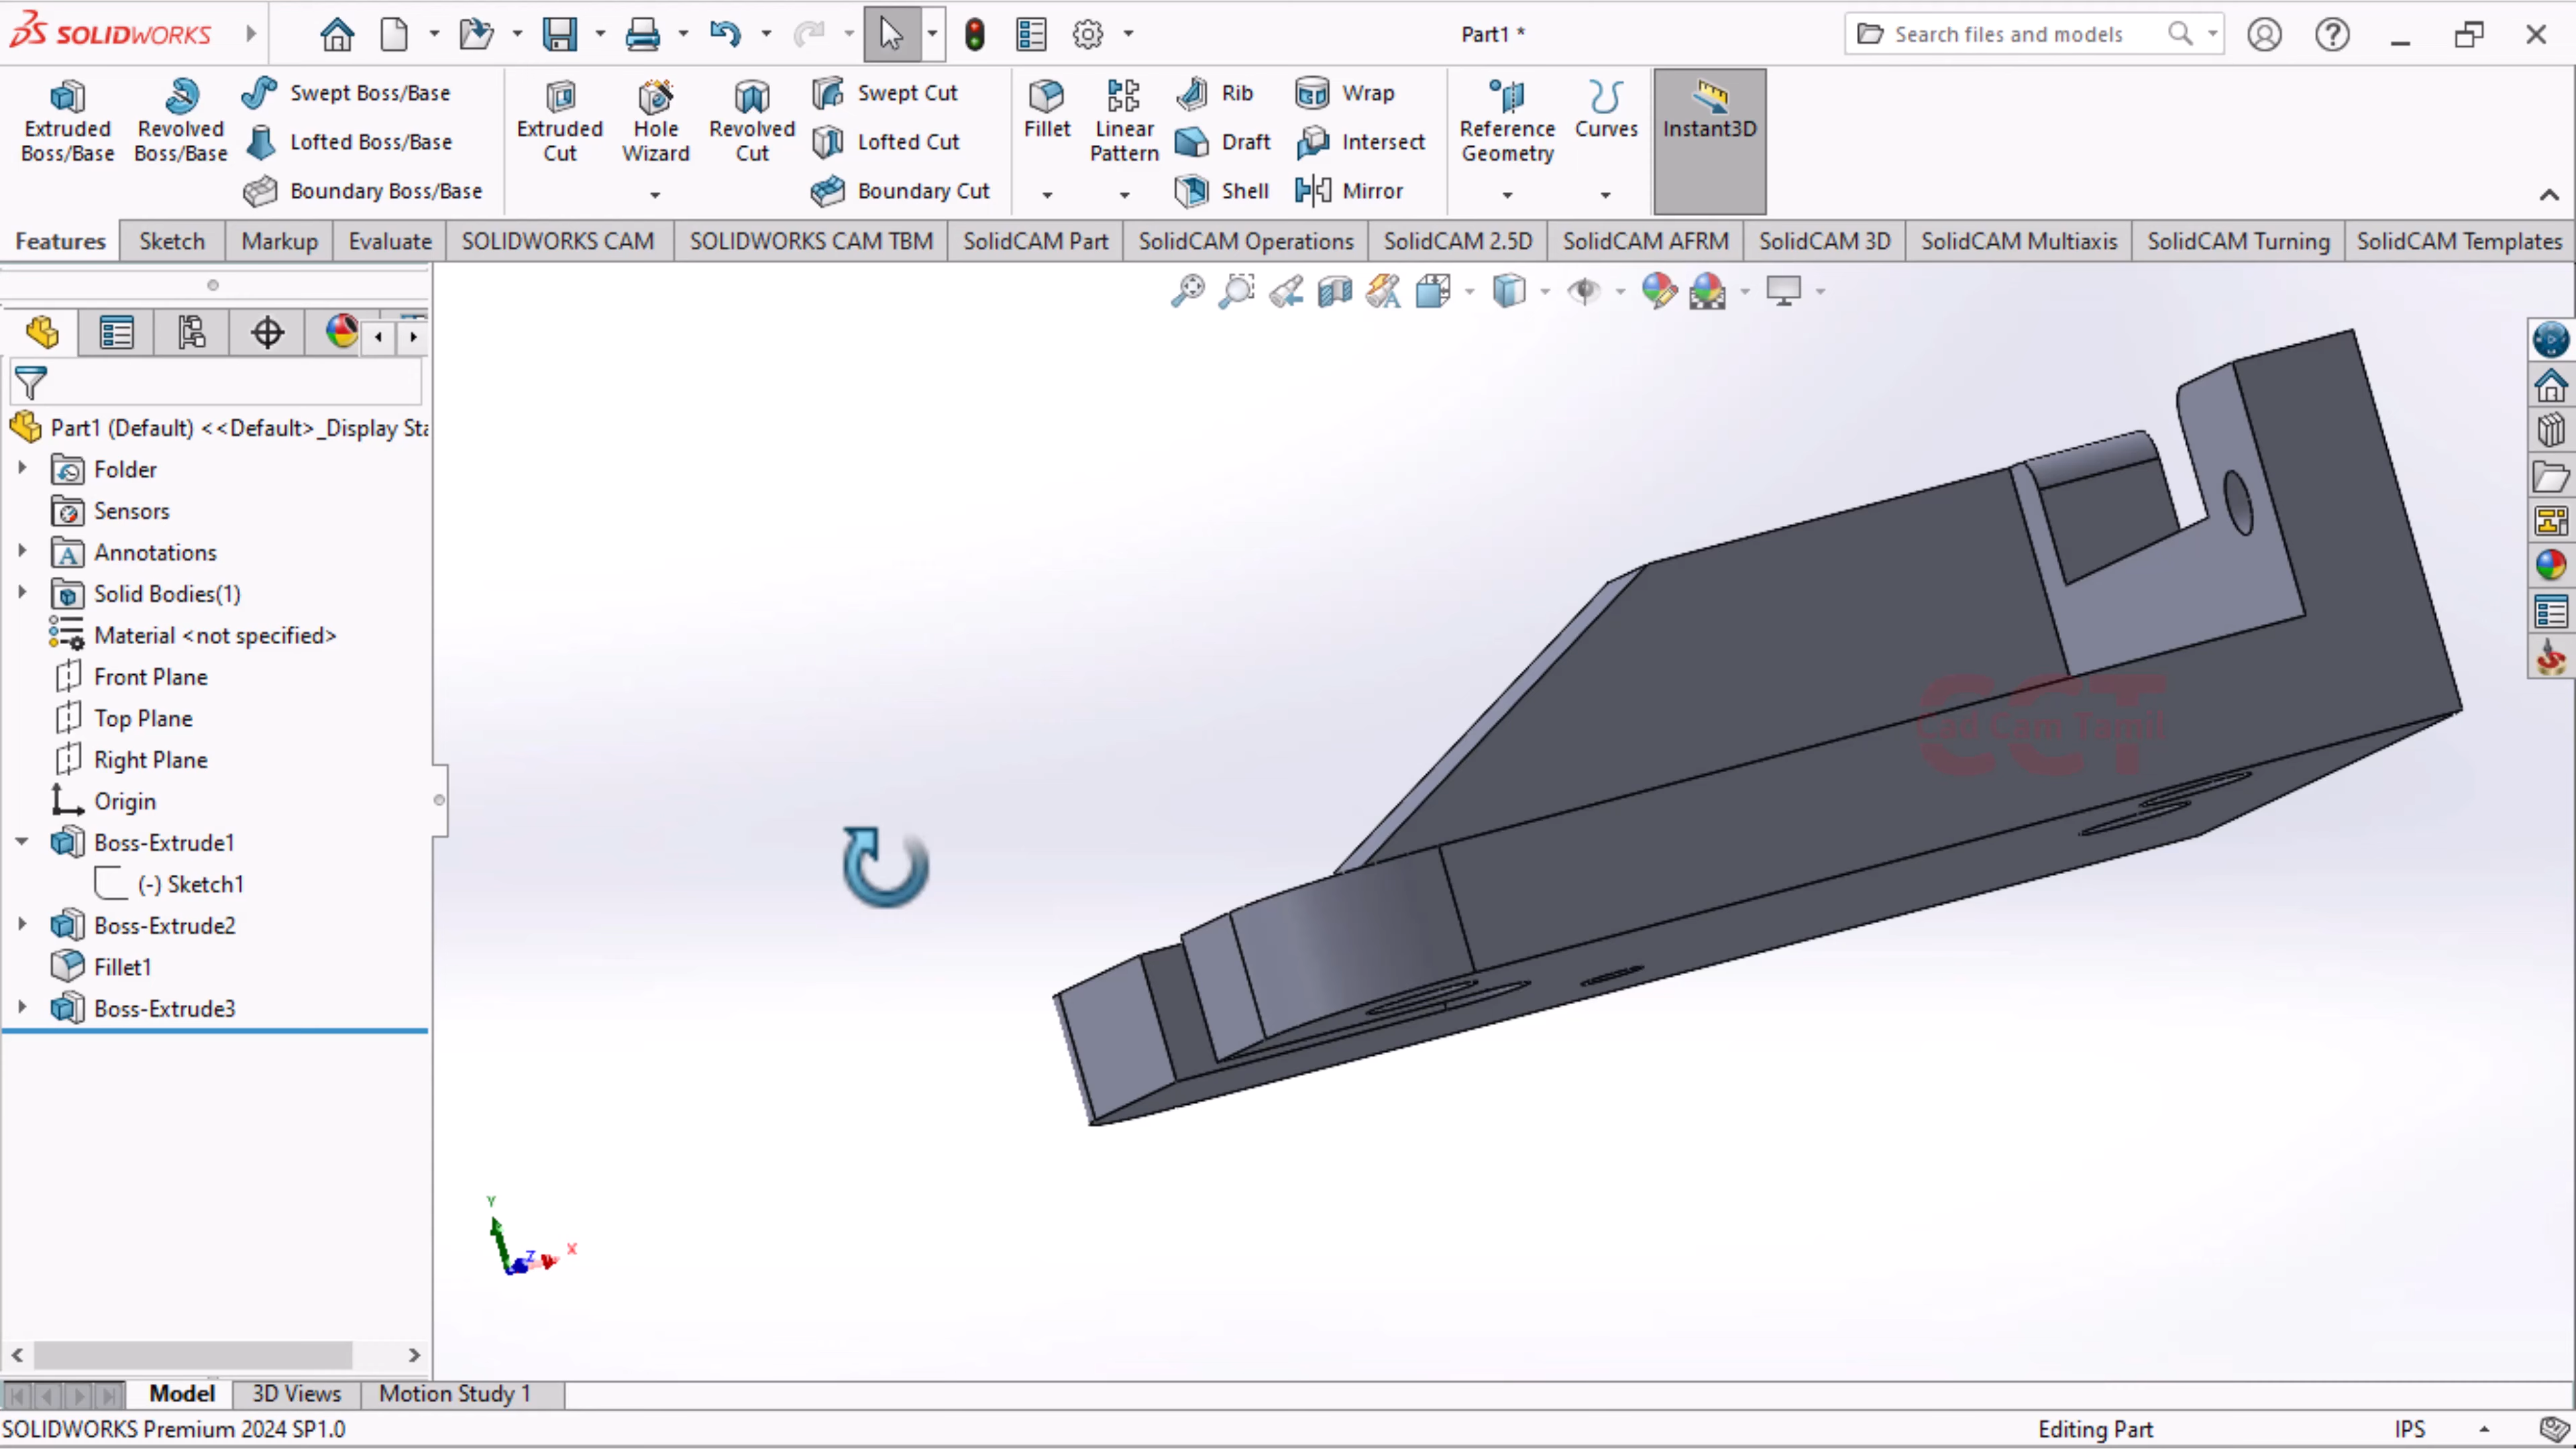 SOLIDWORKS
Part1 *
Search files and models
Extruded Boss/Base
Revolved Boss/Base
Swept Boss/Base
Lofted Boss/Base
Boundary Boss/Base
Extruded Cut
Hole Wizard
Revolved Cut
Swept Cut
Lofted Cut
Boundary Cut
Fillet
Linear Pattern
Rib
Draft
Shell
Wrap
Intersect
Mirror
Reference Geometry
Curves
Instant3D
Features
Sketch
Markup
Evaluate
SOLIDWORKS CAM
SOLIDWORKS CAM TBM
SolidCAM Part
SolidCAM Operations
SolidCAM 2.5D
SolidCAM AFRM
SolidCAM 3D
SolidCAM Multiaxis
SolidCAM Turning
SolidCAM Templates
Part1 (Default) <<Default>_Display Sta
Folder
Sensors
Annotations
Solid Bodies(1)
Material <not specified>
Front Plane
Top Plane
Right Plane
Origin
Boss-Extrude1
(-) Sketch1
Boss-Extrude2
Fillet1
Boss-Extrude3
CCT
Cad Cam Tamil
Y
Z
X
Model
3D Views
Motion Study 1
SOLIDWORKS Premium 2024 SP1.0
Editing Part
IPS